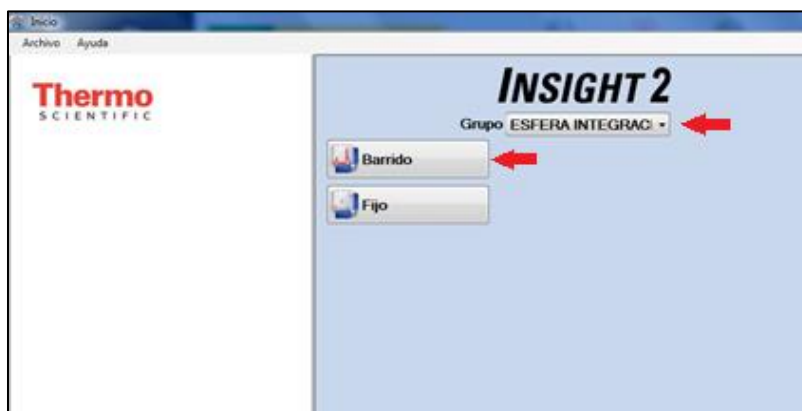 Inicio
Archivo Ayuda
Thermo
SCIENTIFIC
INSIGHT 2
Grupo ESFERA INTEGRACI
Barrido
Fijo